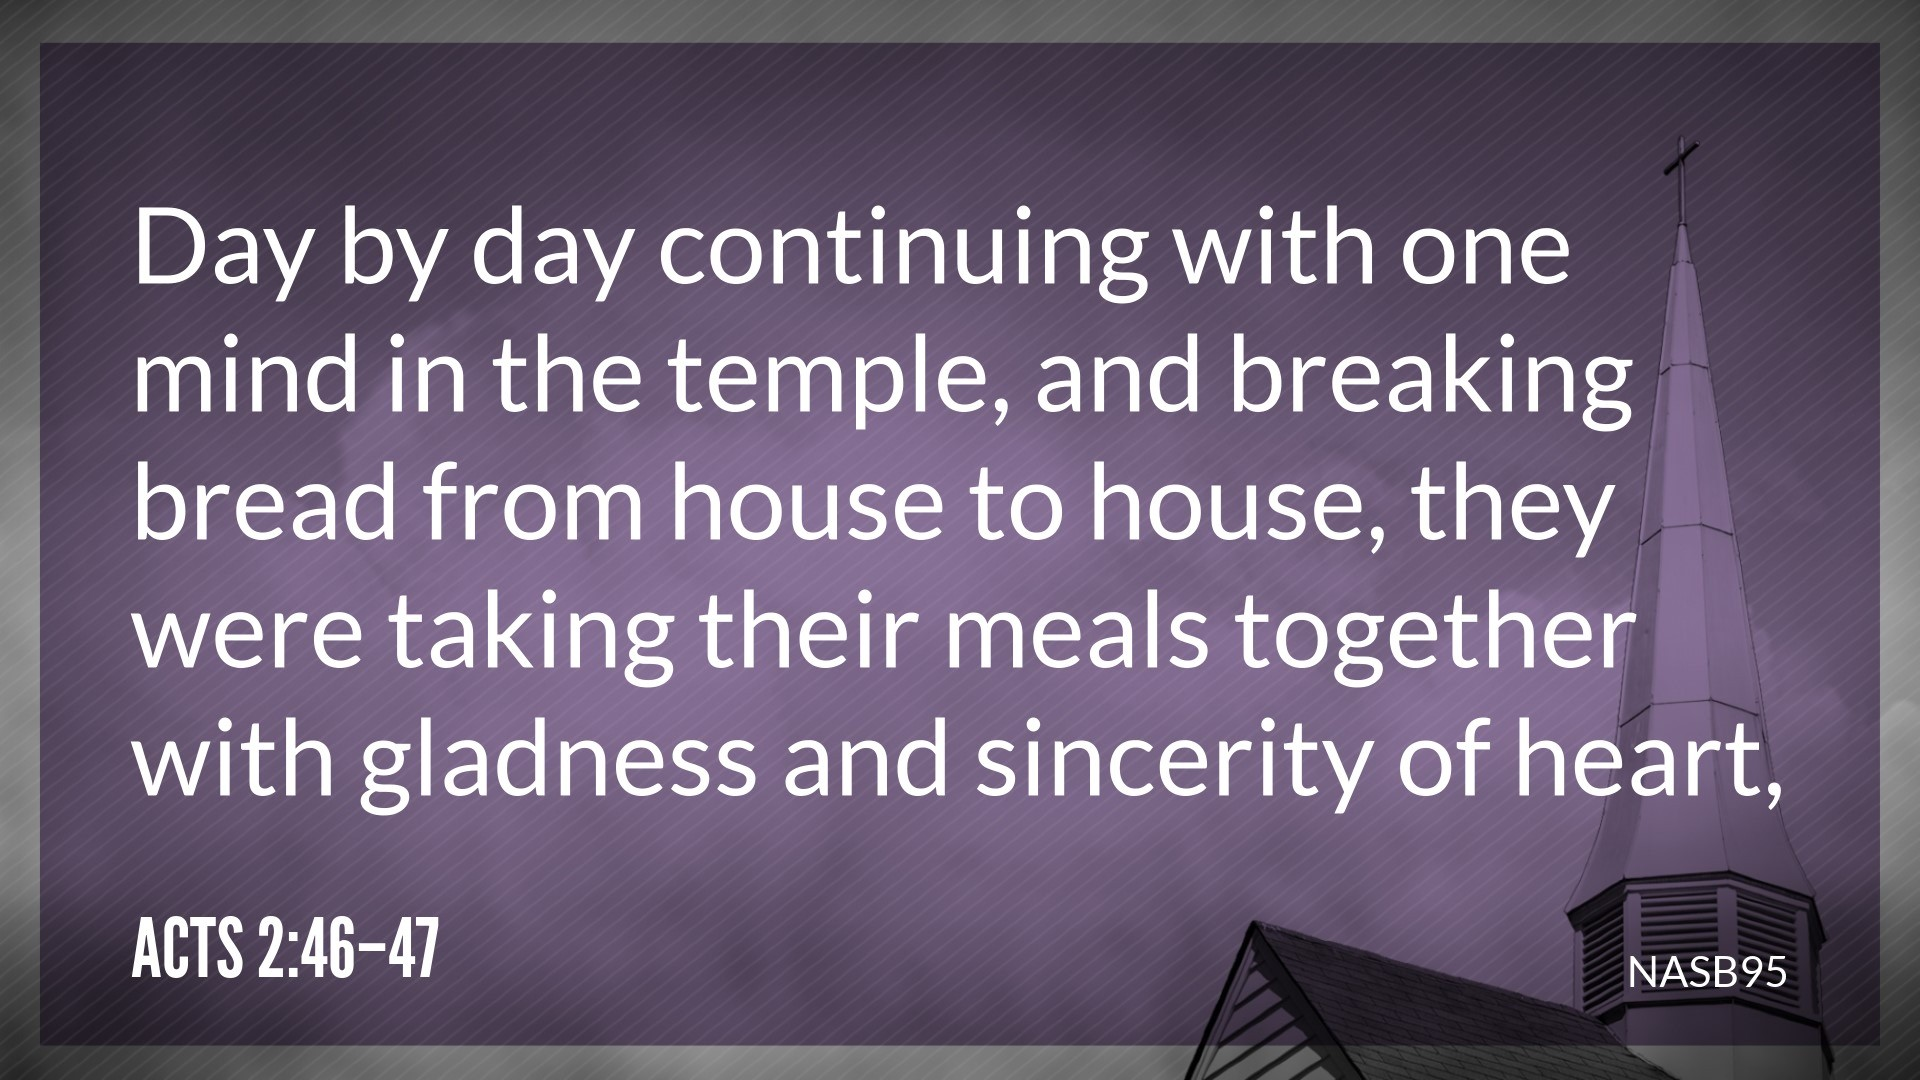 Day by day continuing with one
mind in the temple, and breaking
bread from house to house, they
were taking their meals together
with gladness and sincerity of heart,
ACTS 2:46–47
NASB95